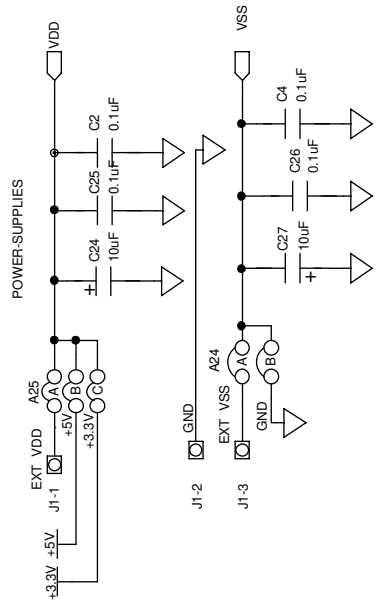 POWER-SUPPLIES
VDD
C2
0.1uF
C25
0.1uF
C24
10uF
+
A25
A
+5V
B
+3.3V
C
EXT VDD
J1-1
+5V
+3.3V
VSS
C4
0.1uF
C26
0.1uF
C27
10uF
+
A24
A
B
GND
J1-2
EXT VSS
J1-3
GND